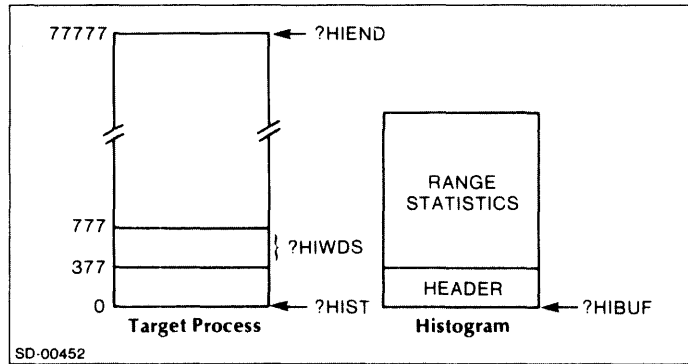 77777
?HIEND
RANGE
STATISTICS
777
?HIWDS
377
HEADER
0
?HIST
?HIBUF
Target Process
Histogram
SD-00452